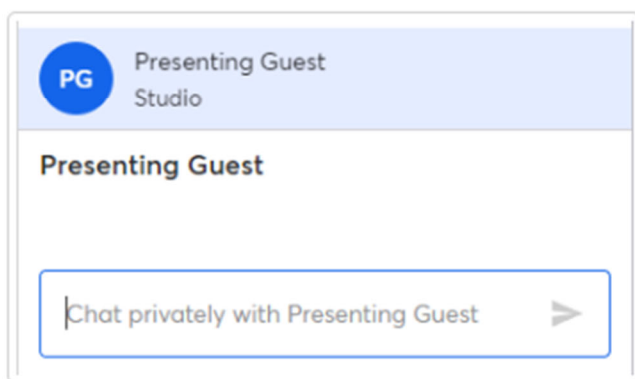 PG
Presenting Guest
Studio
Presenting Guest
Chat privately with Presenting Guest